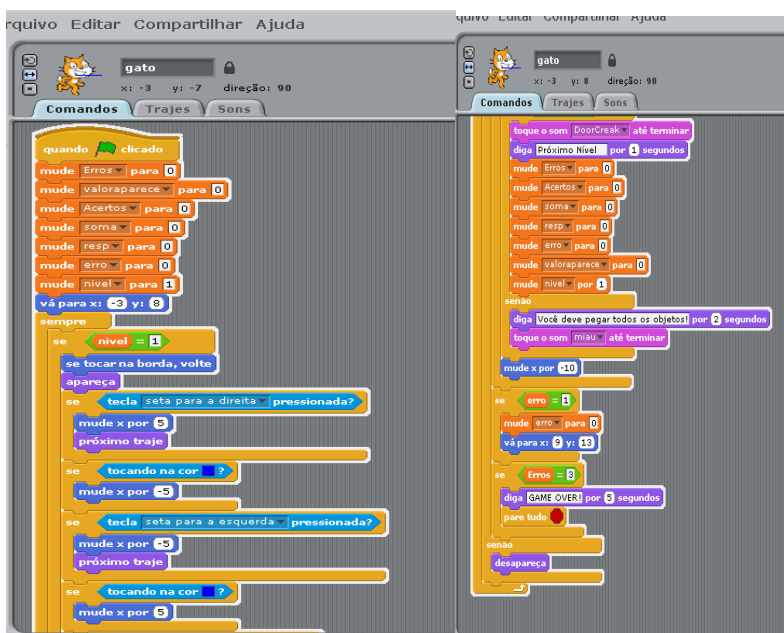 rquivo Editar Compartilhar Ajuda
gato
x: -3 y: -7 direção: 90
Comandos Trajes Sons
quando clicado
mude Erros para 0
mude valoraparece para 0
mude Acertos para 0
mude soma para 0
mude resp para 0
mude erro para 0
mude nivel para 1
vá para x: -3 y: 8
sempre
se nivel = 1
se tocar na borda, volte
apareça
se tecla seta para a direita pressionada?
mude x por 5
próximo traje
se tocando na cor ?
mude x por -5
se tecla seta para a esquerda pressionada?
mude x por -5
próximo traje
se tocando na cor ?
mude x por 5
quivo Editar Compartilhar Ajuda
gato
x: -3 y: 8 direção: 90
Comandos Trajes Sons
toque o som DoorCreak até terminar
diga Próximo Nível por 1 segundos
mude Erros para 0
mude Acertos para 0
mude soma para 0
mude resp para 0
mude erro para 0
mude valoraparece para 0
mude nivel por 1
senão
diga Você deve pegar todos os objetos! por 2 segundos
toque o som miau até terminar
mude x por -10
se erro = 1
mude erro para 0
vá para x: 9 y: 13
se Erros = 3
diga GAME OVER! por 5 segundos
pare tudo
senão
desapareça